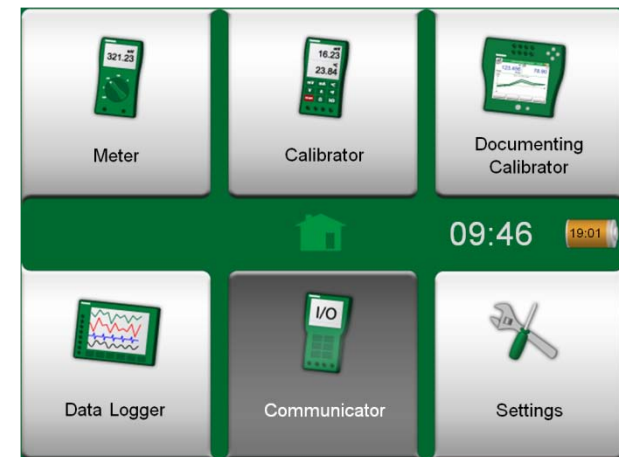 321.23
16.23
23.84
Meter
Calibrator
Documenting
Calibrator
09:46
19:01
I/O
Data Logger
Communicator
Settings